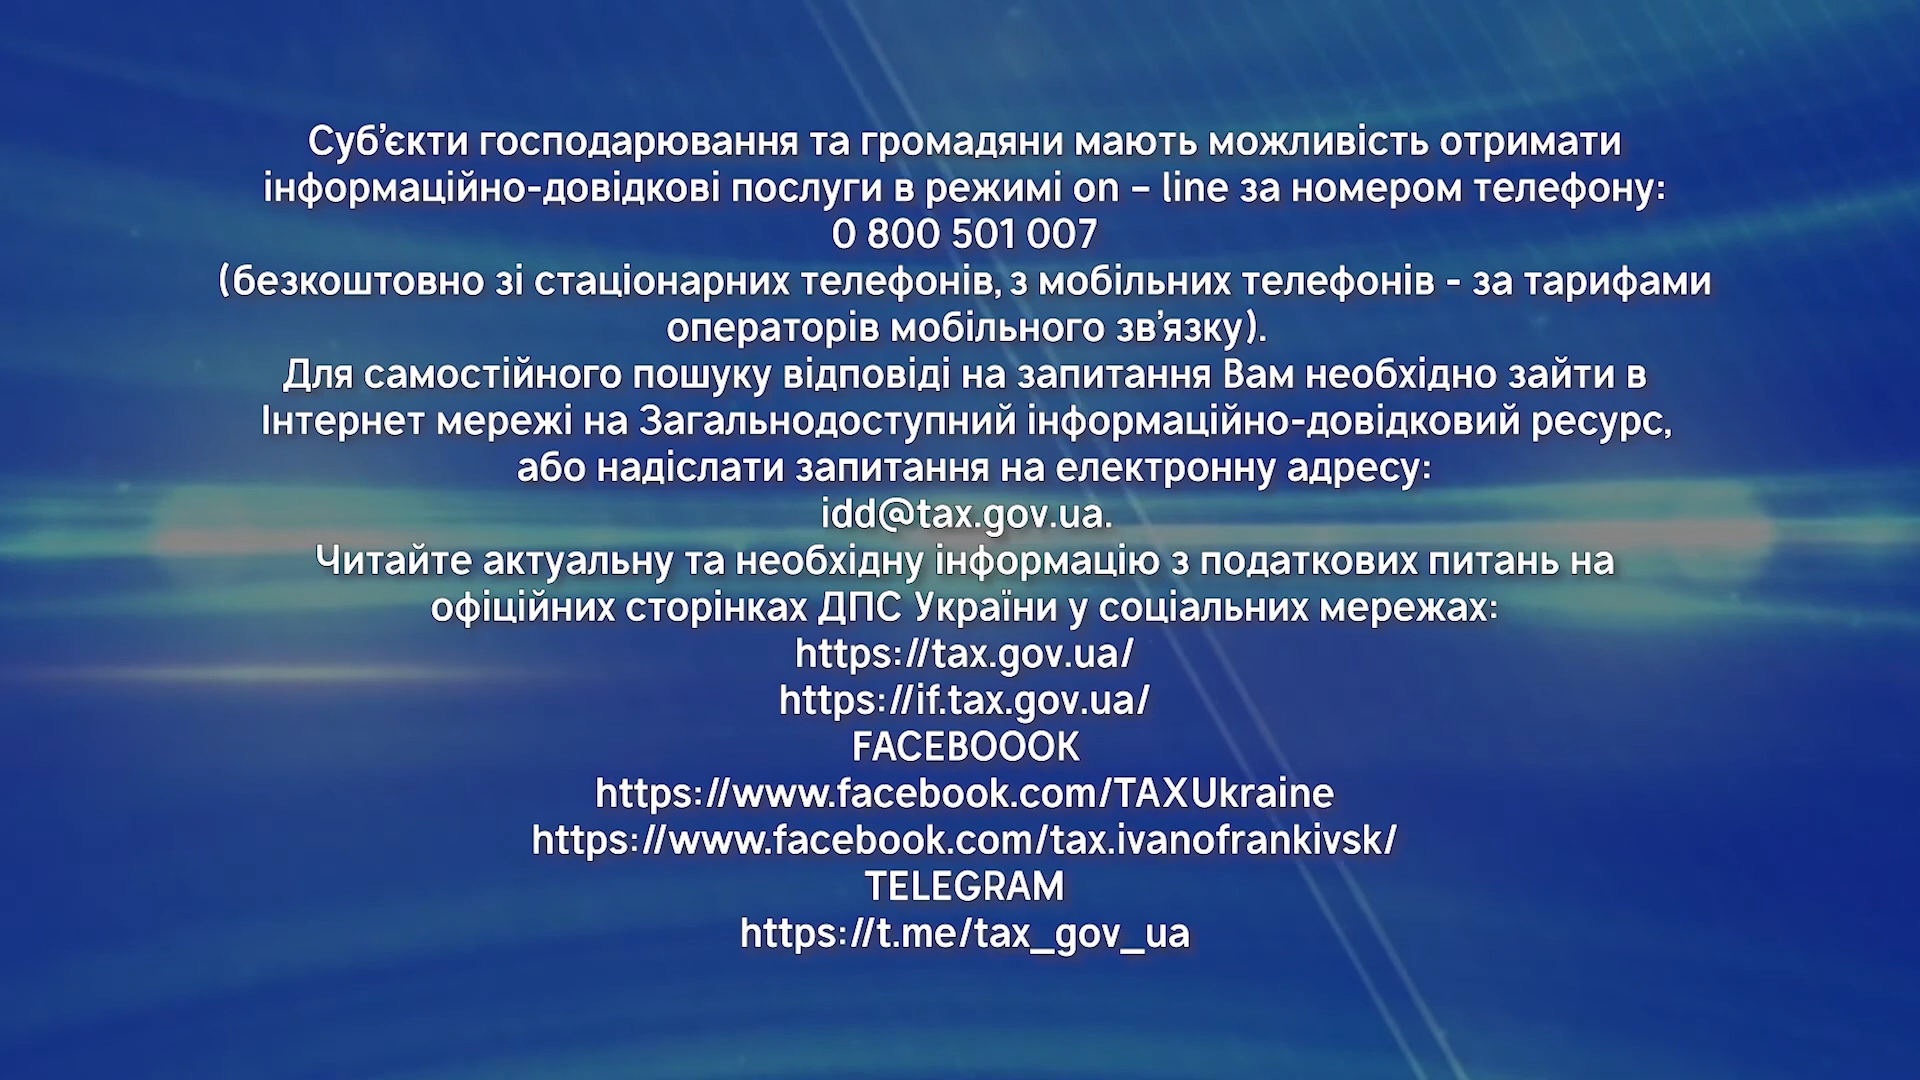 Суб’єкти господарювання та громадяни мають можливість отримати
інформаційно-довідкові послуги в режимі on – line за номером телефону:
0 800 501 007
(безкоштовно зі стаціонарних телефонів, з мобільних телефонів - за тарифами
операторів мобільного зв’язку).
Для самостійного пошуку відповіді на запитання Вам необхідно зайти в
Інтернет мережі на Загальнодоступний інформаційно-довідковий ресурс,
або надіслати запитання на електронну адресу:
idd@tax.gov.ua.
Читайте актуальну та необхідну інформацію з податкових питань на
офіційних сторінках ДПС України у соціальних мережах:
https://tax.gov.ua/
https://if.tax.gov.ua/
FACEBOOOK
https://www.facebook.com/TAXUkraine
https://www.facebook.com/tax.ivanofrankivsk/
TELEGRAM
https://t.me/tax_gov_ua